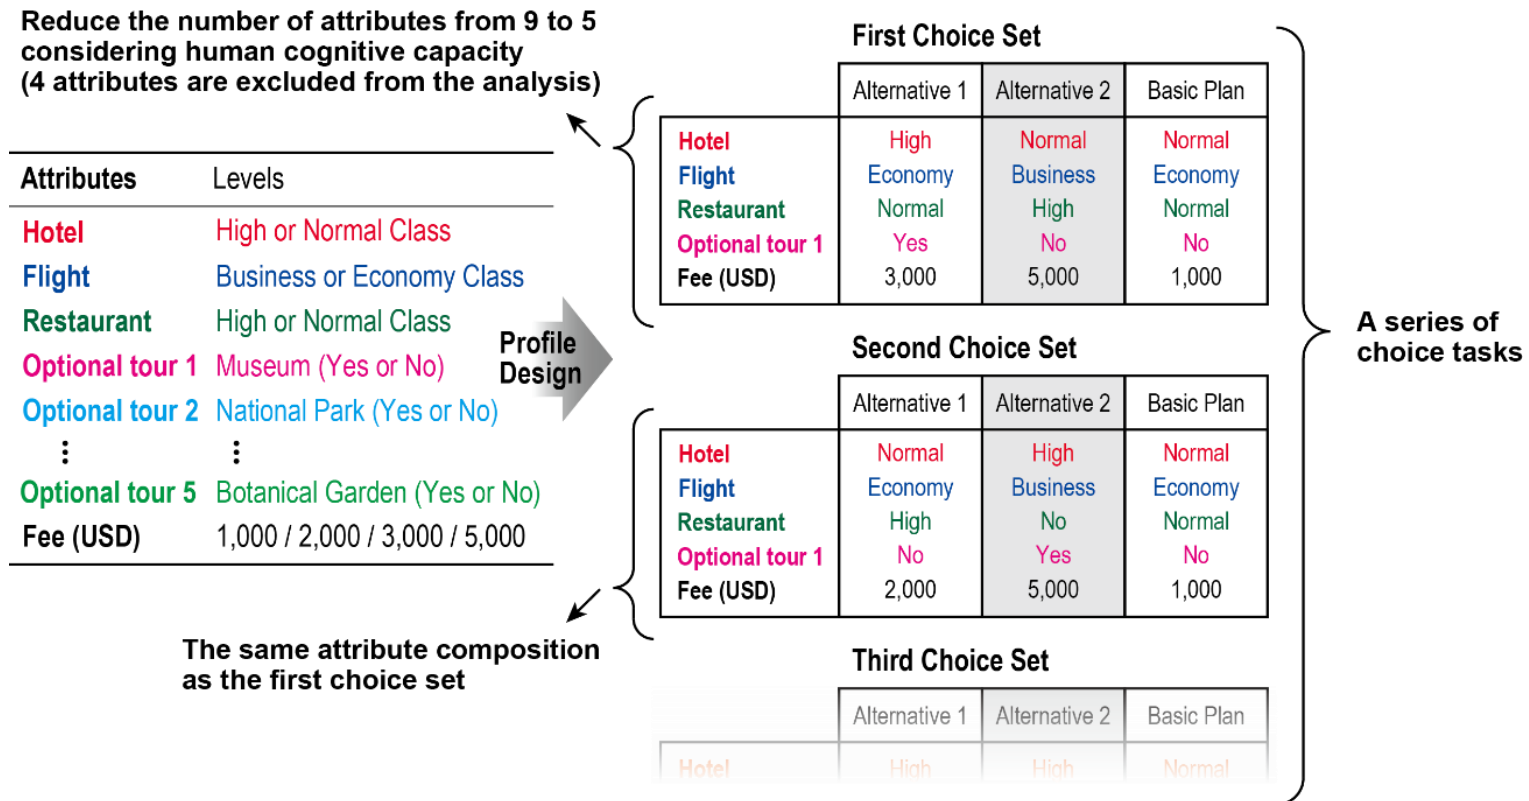 Reduce the number of attributes from 9 to 5
considering human cognitive capacity
(4 attributes are excluded from the analysis)
Attributes Levels
Hotel High or Normal Class
Flight Business or Economy Class
Restaurant High or Normal Class
Optional tour 1 Museum (Yes or No)
Optional tour 2 National Park (Yes or No)
⋮ ⋮
Optional tour 5 Botanical Garden (Yes or No)
Fee (USD) 1,000 / 2,000 / 3,000 / 5,000
Profile
Design
First Choice Set
Alternative 1 Alternative 2 Basic Plan
Hotel High Normal Normal
Flight Economy Business Economy
Restaurant Normal High Normal
Optional tour 1 Yes No No
Fee (USD) 3,000 5,000 1,000
Second Choice Set
Alternative 1 Alternative 2 Basic Plan
Hotel Normal High Normal
Flight Economy Business Economy
Restaurant High No Normal
Optional tour 1 No Yes No
Fee (USD) 2,000 5,000 1,000
Third Choice Set
Alternative 1 Alternative 2 Basic Plan
Hotel High High Normal
The same attribute composition
as the first choice set
A series of
choice tasks